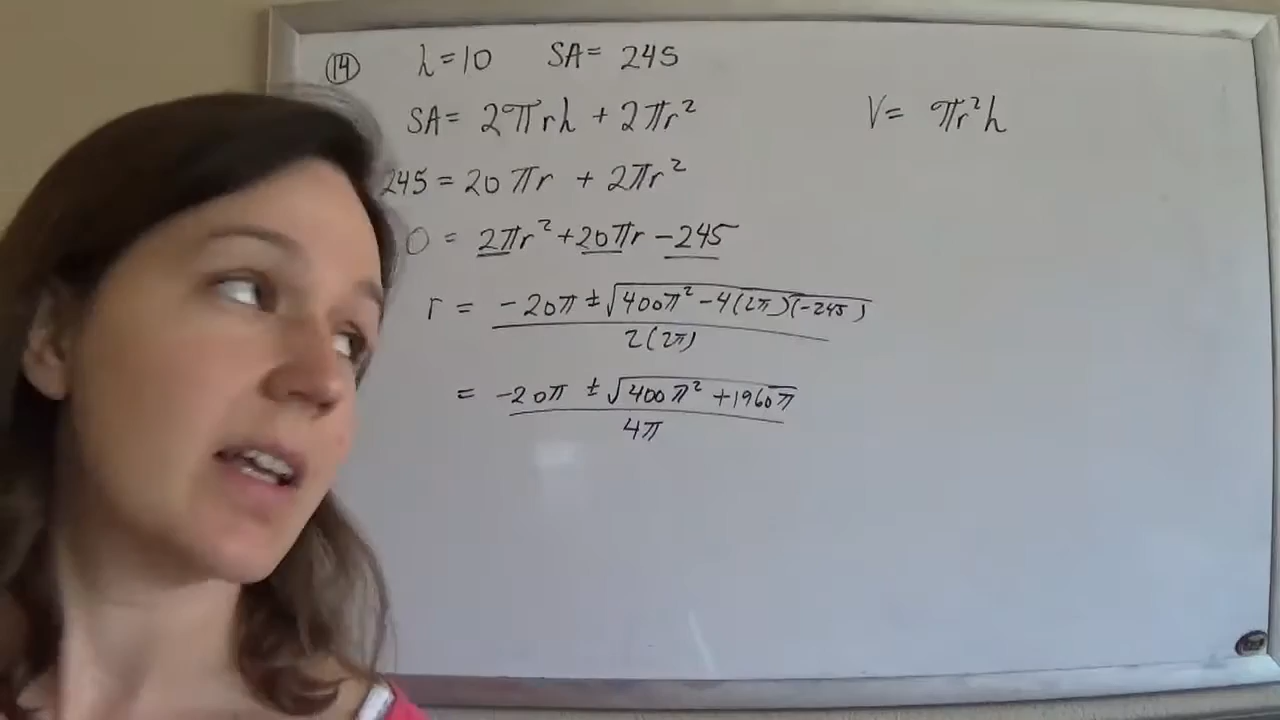 14 h=10 SA= 245
SA= 2πrh + 2πr²
V= πr²h
245 = 20πr + 2πr²
0 = 2πr² + 20πr - 245
r = -20π ± √400π² - 4(2π)(-245)
2(2π)
= -20π ± √400π² + 1960π
4π